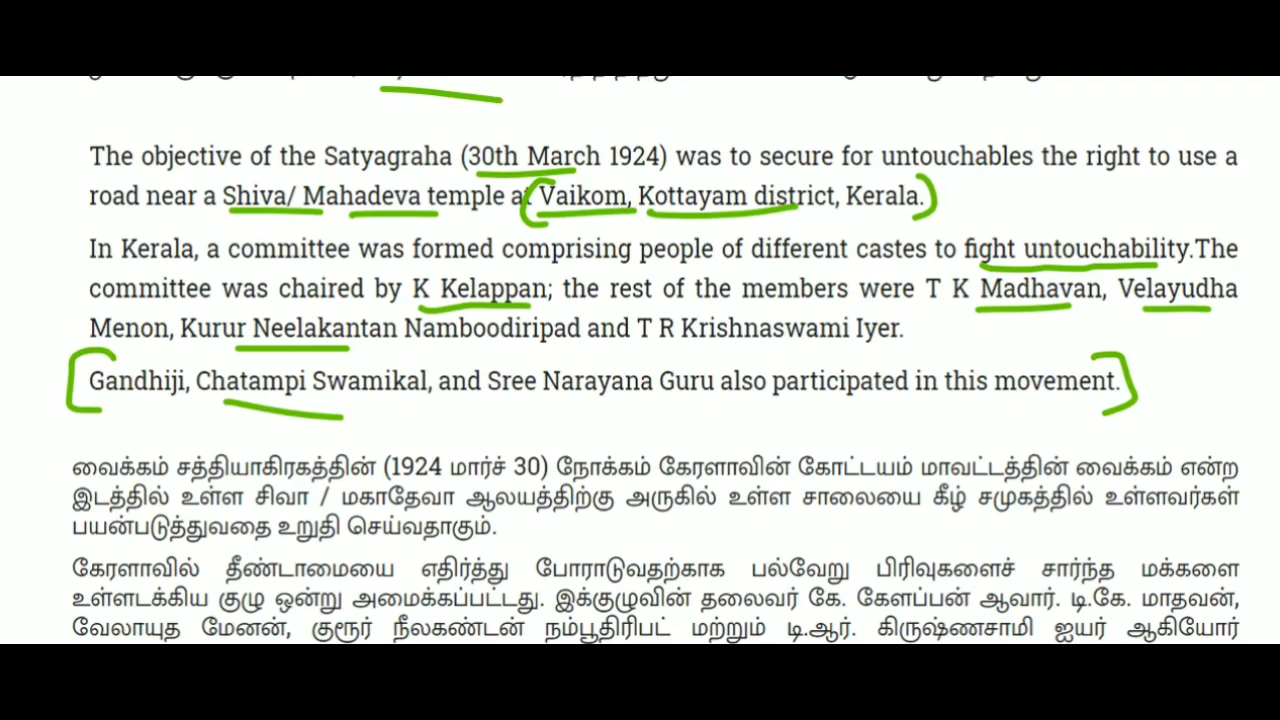 The objective of the Satyagraha (30th March 1924) was to secure for untouchables the right to use a
road near a Shiva/ Mahadeva temple at Vaikom, Kottayam district, Kerala.
In Kerala, a committee was formed comprising people of different castes to fight untouchability.The
committee was chaired by K Kelappan; the rest of the members were T K Madhavan, Velayudha
Menon, Kurur Neelakantan Namboodiripad and T R Krishnaswami Iyer.
Gandhiji, Chatampi Swamikal, and Sree Narayana Guru also participated in this movement.
வைக்கம் சத்தியாகிரகத்தின் (1924 மார்ச் 30) நோக்கம் கேரளாவின் கோட்டயம் மாவட்டத்தின் வைக்கம் என்ற
இடத்தில் உள்ள சிவா / மகாதேவா ஆலயத்திற்கு அருகில் உள்ள சாலையை கீழ் சமுகத்தில் உள்ளவர்கள்
பயன்படுத்துவதை உறுதி செய்வதாகும்.
கேரளாவில் தீண்டாமையை எதிர்த்து போராடுவதற்காக பல்வேறு பிரிவுகளைச் சார்ந்த மக்களை
உள்ளடக்கிய குழு ஒன்று அமைக்கப்பட்டது. இக்குழுவின் தலைவர் கே. கேளப்பன் ஆவார். டி.கே. மாதவன்,
வேலாயுத மேனன், குரூர் நீலகண்டன் நம்பூதிரிபட் மற்றும் டி.ஆர். கிருஷ்ணசாமி ஐயர் ஆகியோர்